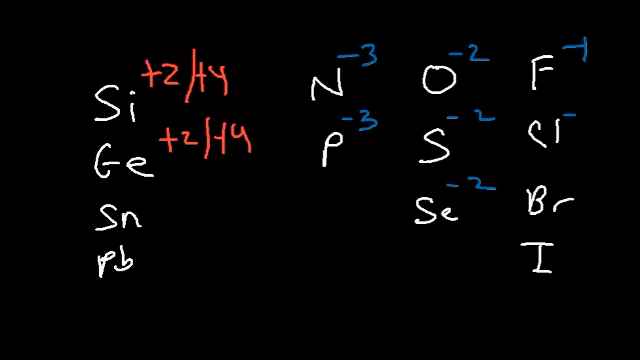 Si +2/+4 N -3 O -2 F -1
Ge +2/+4 P -3 S -2 Cl -
Sn Se -2 Br
Pb I